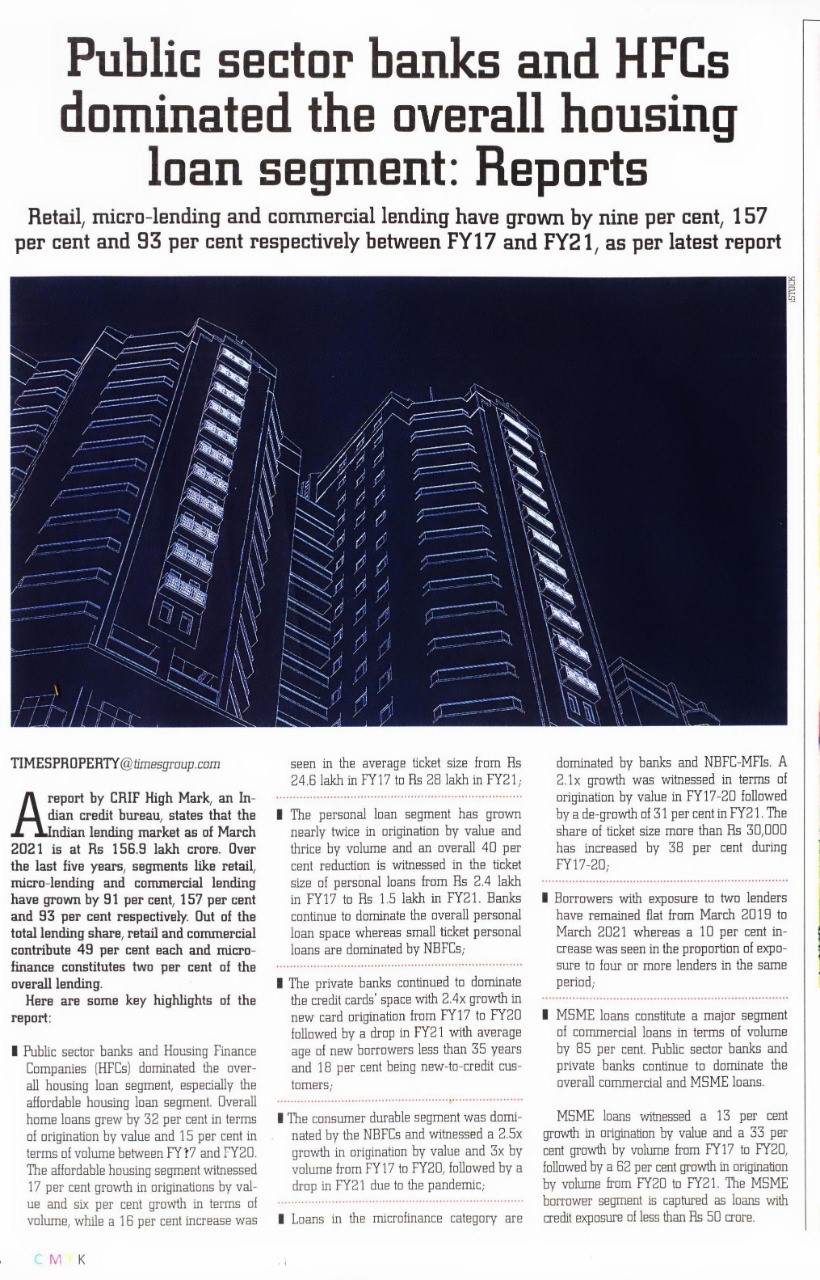 Public sector banks and HFCs
dominated the overall housing
loan segment: Reports
Retail, micro-lending and commercial lending have grown by nine per cent, 157
per cent and 93 per cent respectively between FY17 and FY21, as per latest report
iSTOCK
TIMESPROPERTY@timesgroup.com
A report by CRIF High Mark, an In-
dian credit bureau, states that the
Indian lending market as of March
2021 is at Rs 156.9 lakh crore. Over
the last five years, segments like retail,
micro-lending and commercial lending
have grown by 91 per cent, 157 per cent
and 93 per cent respectively. Out of the
total lending share, retail and commercial
contribute 49 per cent each and micro-
finance constitutes two per cent of the
overall lending.
Here are some key highlights of the
report:
Public sector banks and Housing Finance
Companies (HFCs) dominated the over-
all housing loan segment, especially the
affordable housing loan segment. Overall
home loans grew by 32 per cent in terms
of origination by value and 15 per cent in
terms of volume between FY17 and FY20.
The affordable housing segment witnessed
17 per cent growth in originations by val-
ue and six per cent growth in terms of
volume, while a 16 per cent increase was
seen in the average ticket size from Rs
24.6 lakh in FY17 to Rs 28 lakh in FY21;
The personal loan segment has grown
nearly twice in origination by value and
thrice by volume and an overall 40 per
cent reduction is witnessed in the ticket
size of personal loans from Rs 2.4 lakh
in FY17 to Rs 1.5 lakh in FY21. Banks
continue to dominate the overall personal
loan space whereas small ticket personal
loans are dominated by NBFCs;
The private banks continued to dominate
the credit cards' space with 2.4x growth in
new card origination from FY17 to FY20
followed by a drop in FY21 with average
age of new borrowers less than 35 years
and 18 per cent being new-to-credit cus-
tomers;
The consumer durable segment was domi-
nated by the NBFCs and witnessed a 2.5x
growth in origination by value and 3x by
volume from FY17 to FY20, followed by a
drop in FY21 due to the pandemic;
Loans in the microfinance category are
dominated by banks and NBFC-MFIs. A
2.1x growth was witnessed in terms of
origination by value in FY17-20 followed
by a de-growth of 31 per cent in FY21. The
share of ticket size more than Rs 30,000
has increased by 38 per cent during
FY17-20;
Borrowers with exposure to two lenders
have remained flat from March 2019 to
March 2021 whereas a 10 per cent in-
crease was seen in the proportion of expo-
sure to four or more lenders in the same
period;
MSME loans constitute a major segment
of commercial loans in terms of volume
by 85 per cent. Public sector banks and
private banks continue to dominate the
overall commercial and MSME loans.
MSME loans witnessed a 13 per cent
growth in origination by value and a 33 per
cent growth by volume from FY17 to FY20,
followed by a 62 per cent growth in origination
by volume from FY20 to FY21. The MSME
borrower segment is captured as loans with
credit exposure of less than Rs 50 crore.
C M Y K